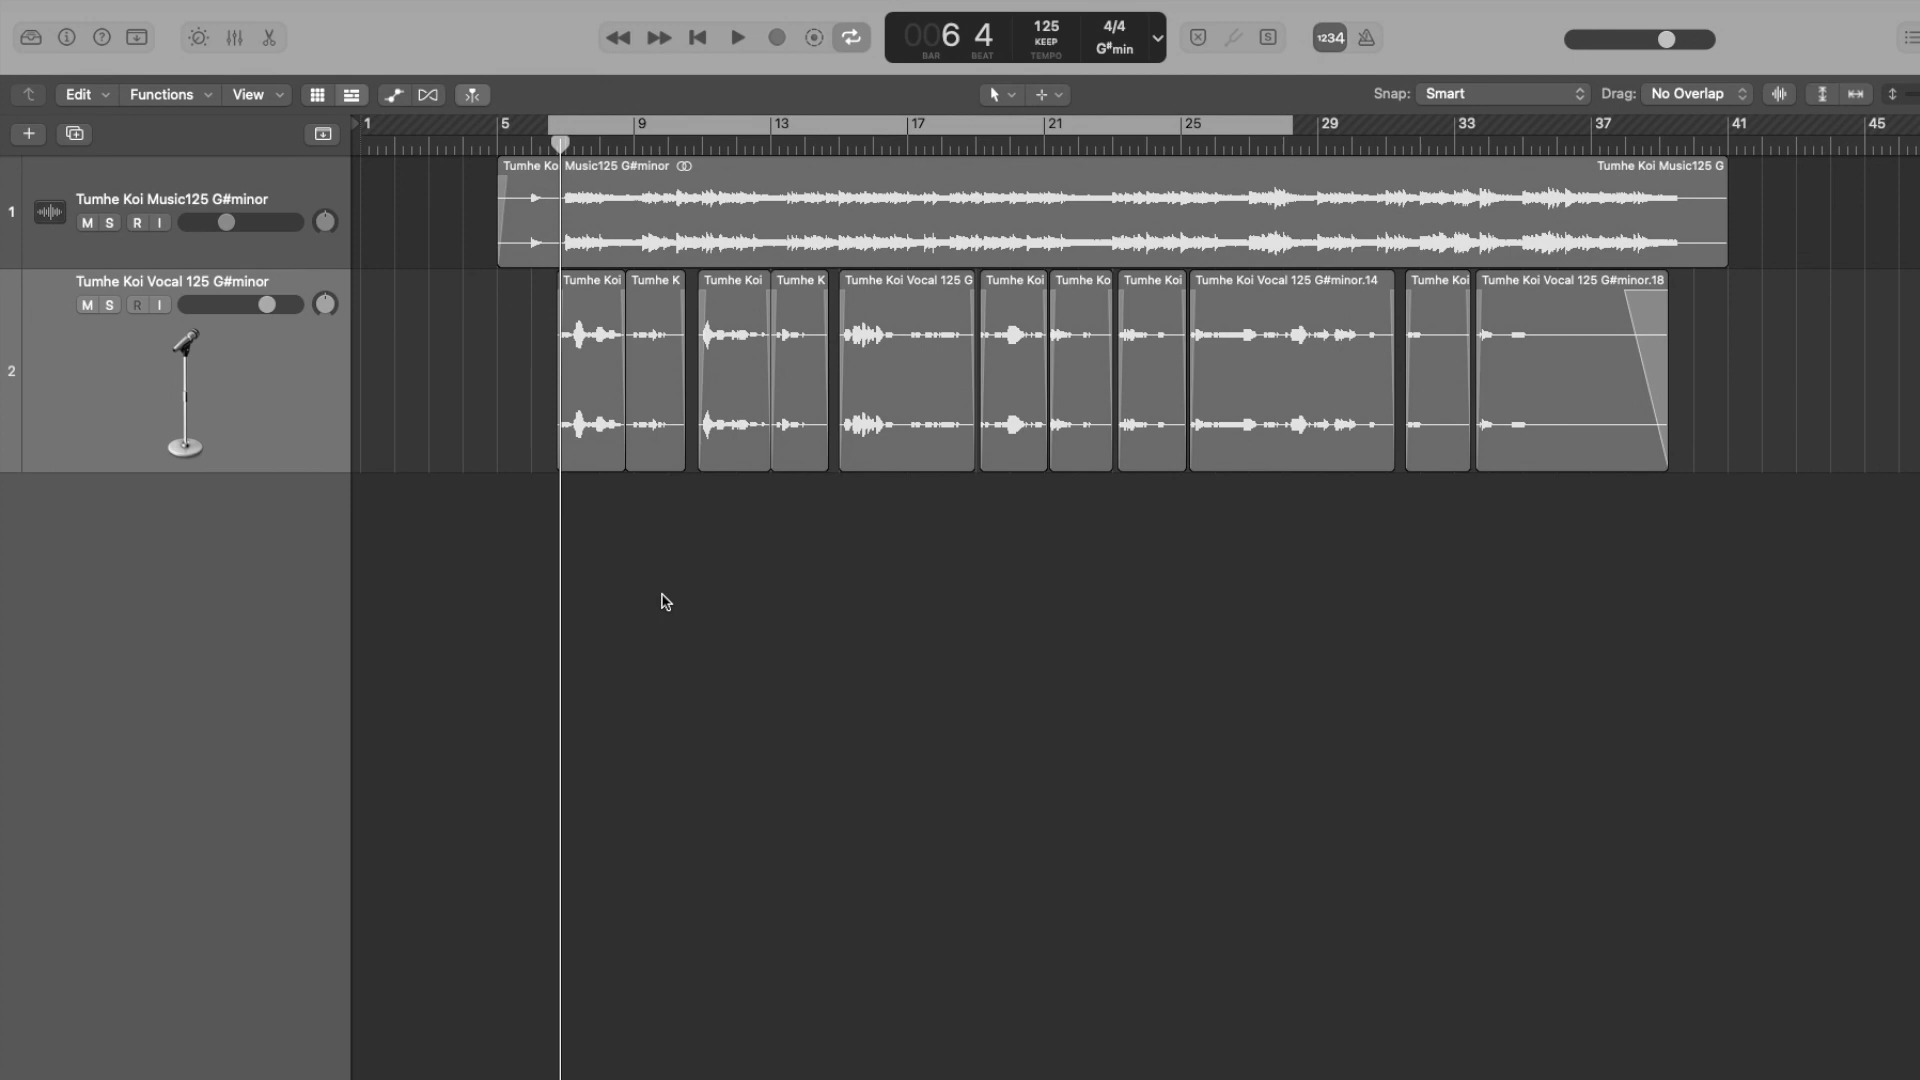 006 4
BAR BEAT
125
KEEP
TEMPO
4/4
G#min
S
1234
Edit Functions View
Snap: Smart
Drag: No Overlap
1 5 9 13 17 21 25 29 33 37 41 45
1
Tumhe Koi Music125 G#minor
M S R I
Tumhe Ko Music125 G#minor
Tumhe Koi Music125 G
2
Tumhe Koi Vocal 125 G#minor
M S R I
Tumhe Koi
Tumhe K
Tumhe Koi
Tumhe K
Tumhe Koi Vocal 125 G
Tumhe Koi
Tumhe Ko
Tumhe Koi
Tumhe Koi Vocal 125 G#minor.14
Tumhe Koi
Tumhe Koi Vocal 125 G#minor.18